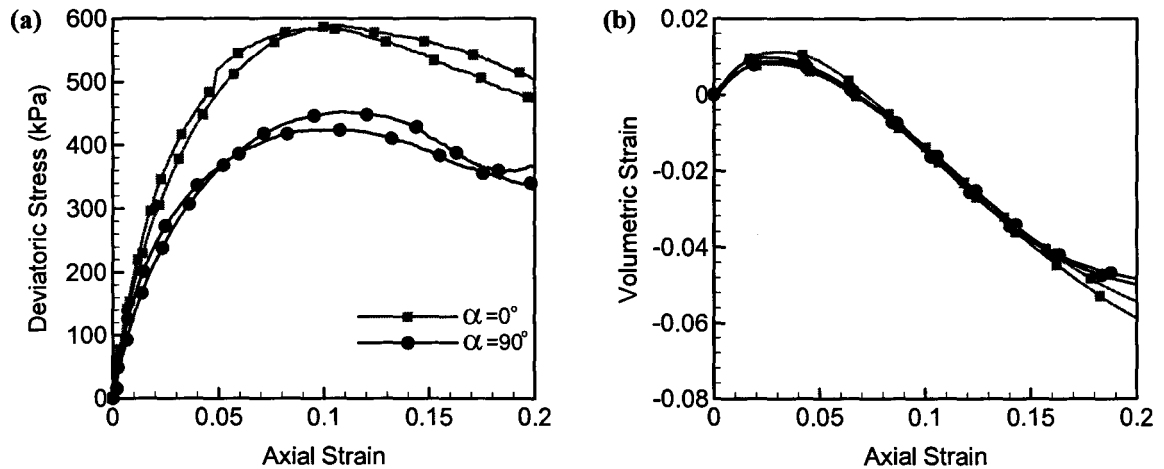 (a)
600
500
400
300
200
100
0
Deviatoric Stress (kPa)
α=0°
α=90°
0
0.05
0.1
0.15
0.2
Axial Strain
(b)
0.02
0
-0.02
-0.04
-0.06
-0.08
Volumetric Strain
0
0.05
0.1
0.15
0.2
Axial Strain